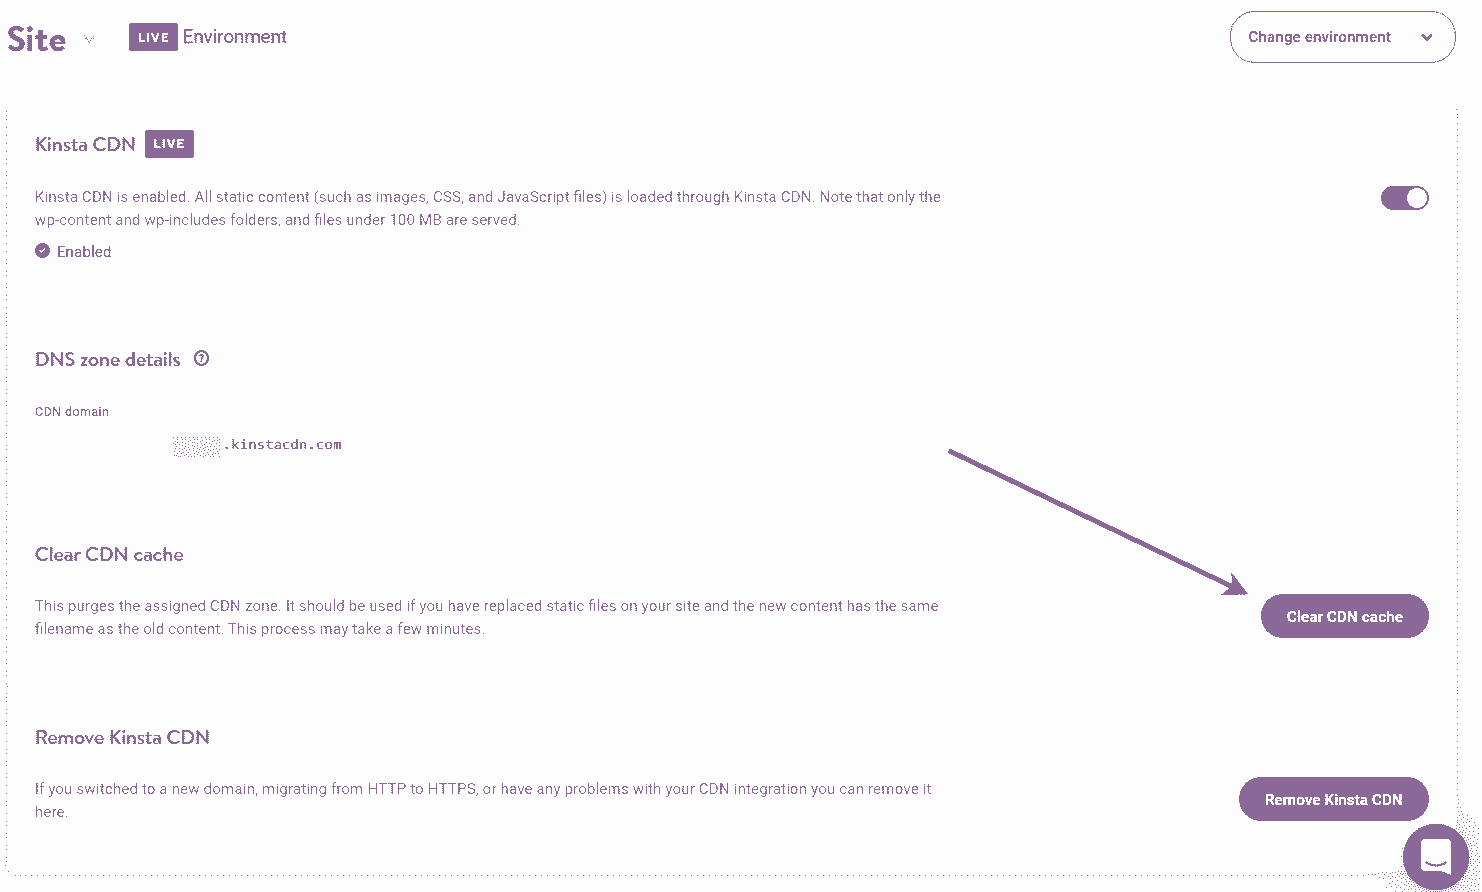 Site
LIVE Environment
Change environment
Kinsta CDN LIVE
Kinsta CDN is enabled. All static content (such as images, CSS, and JavaScript files) is loaded through Kinsta CDN. Note that only the
wp-content and wp-includes folders, and files under 100 MB are served.
Enabled
DNS zone details ?
CDN domain
.kinstacdn.com
Clear CDN cache
This purges the assigned CDN zone. It should be used if you have replaced static files on your site and the new content has the same
filename as the old content. This process may take a few minutes.
Clear CDN cache
Remove Kinsta CDN
If you switched to a new domain, migrating from HTTP to HTTPS, or have any problems with your CDN integration you can remove it
here.
Remove Kinsta CDN